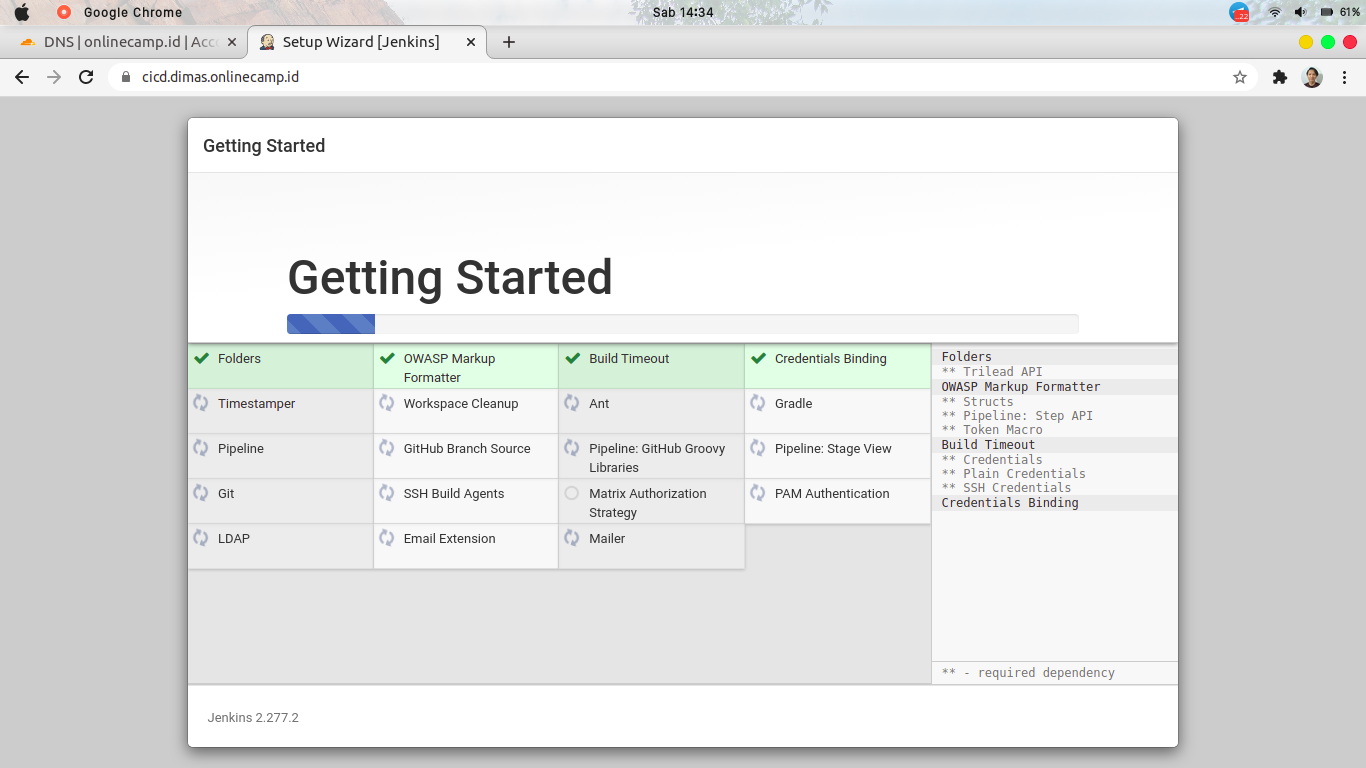 Google Chrome
Sab 14:34
22
61%
DNS | onlinecamp.id | Acc
Setup Wizard [Jenkins]
cicd.dimas.onlinecamp.id
Getting Started
Getting Started
Folders
OWASP Markup
Formatter
Build Timeout
Credentials Binding
Timestamper
Workspace Cleanup
Ant
Gradle
Pipeline
GitHub Branch Source
Pipeline: GitHub Groovy
Libraries
Pipeline: Stage View
Git
SSH Build Agents
Matrix Authorization
Strategy
PAM Authentication
LDAP
Email Extension
Mailer
Folders
** Trilead API
OWASP Markup Formatter
** Structs
** Pipeline: Step API
** Token Macro
Build Timeout
** Credentials
** Plain Credentials
** SSH Credentials
Credentials Binding
** - required dependency
Jenkins 2.277.2